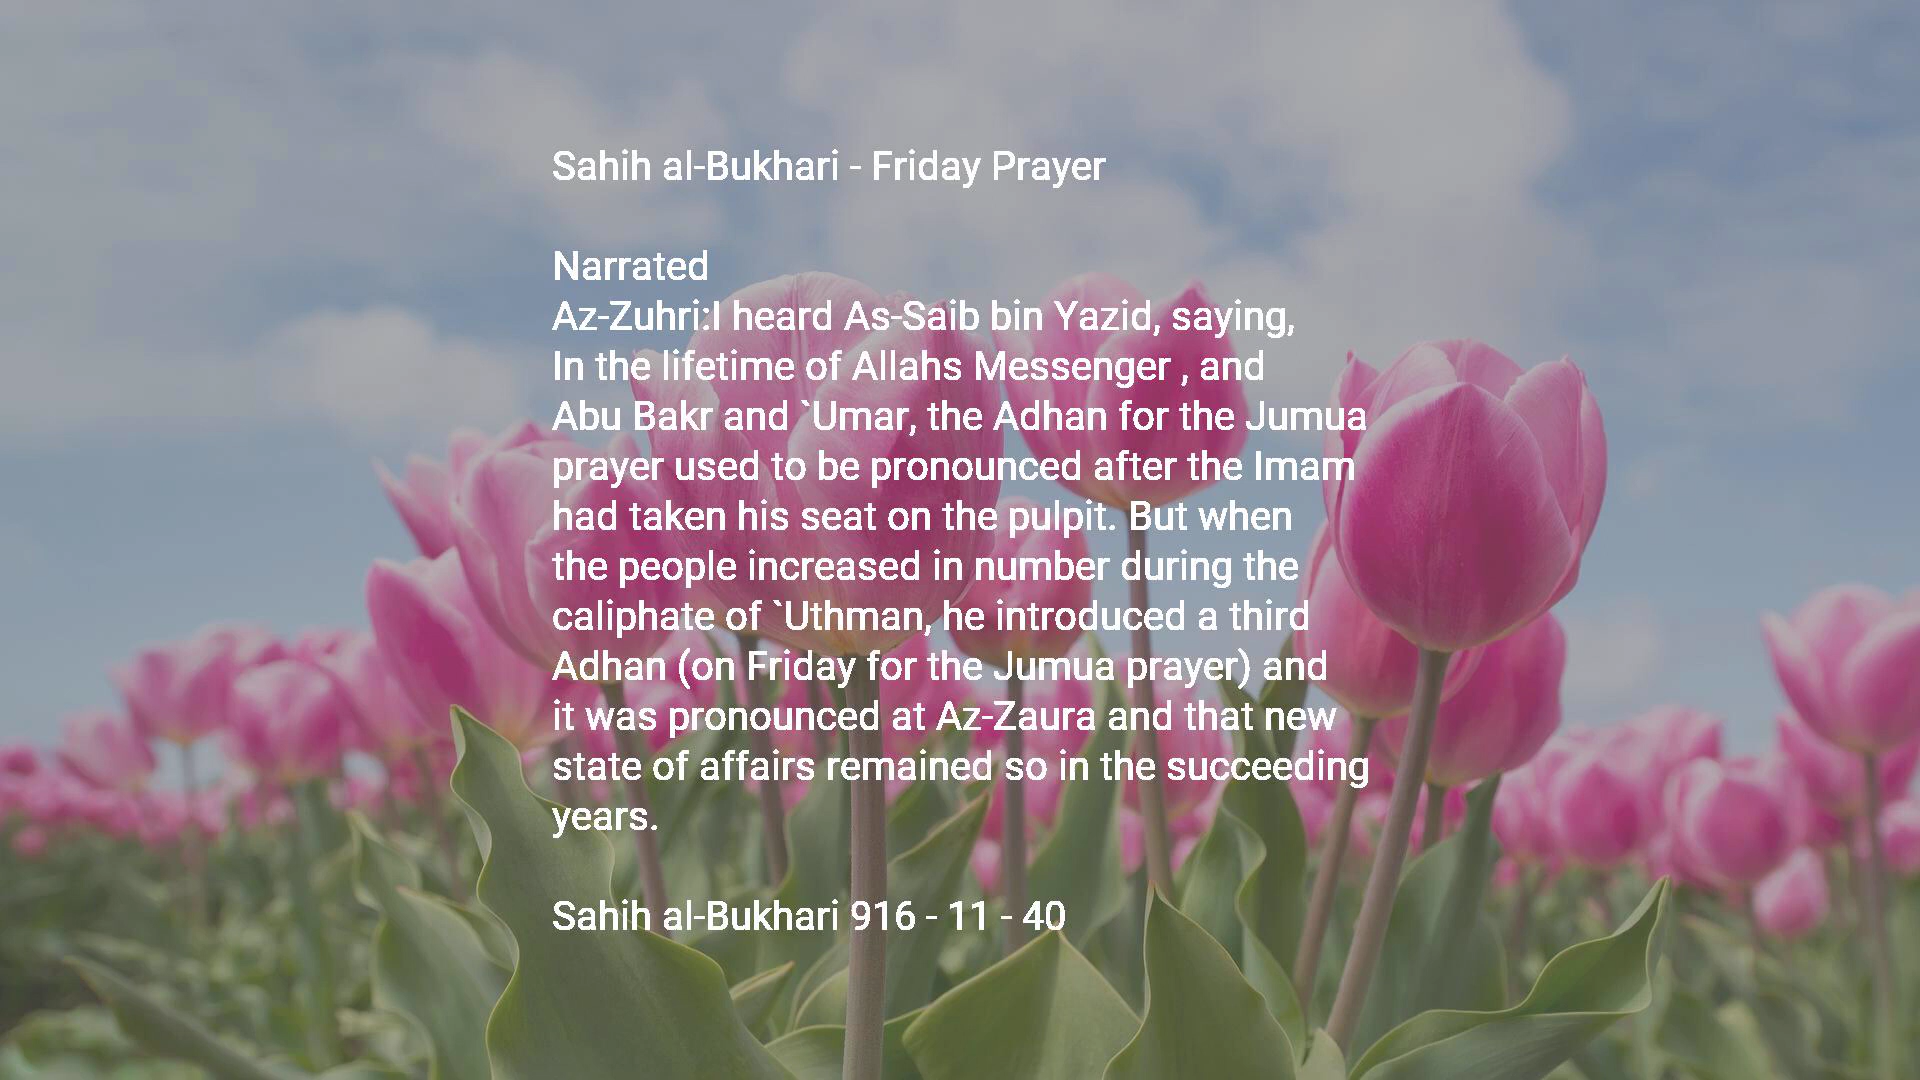 Sahih al-Bukhari - Friday Prayer
Narrated
Az-Zuhri:I heard As-Saib bin Yazid, saying,
In the lifetime of Allahs Messenger , and
Abu Bakr and `Umar, the Adhan for the Jumua
prayer used to be pronounced after the Imam
had taken his seat on the pulpit. But when
the people increased in number during the
caliphate of `Uthman, he introduced a third
Adhan (on Friday for the Jumua prayer) and
it was pronounced at Az-Zaura and that new
state of affairs remained so in the succeeding
years.
Sahih al-Bukhari 916 - 11 - 40